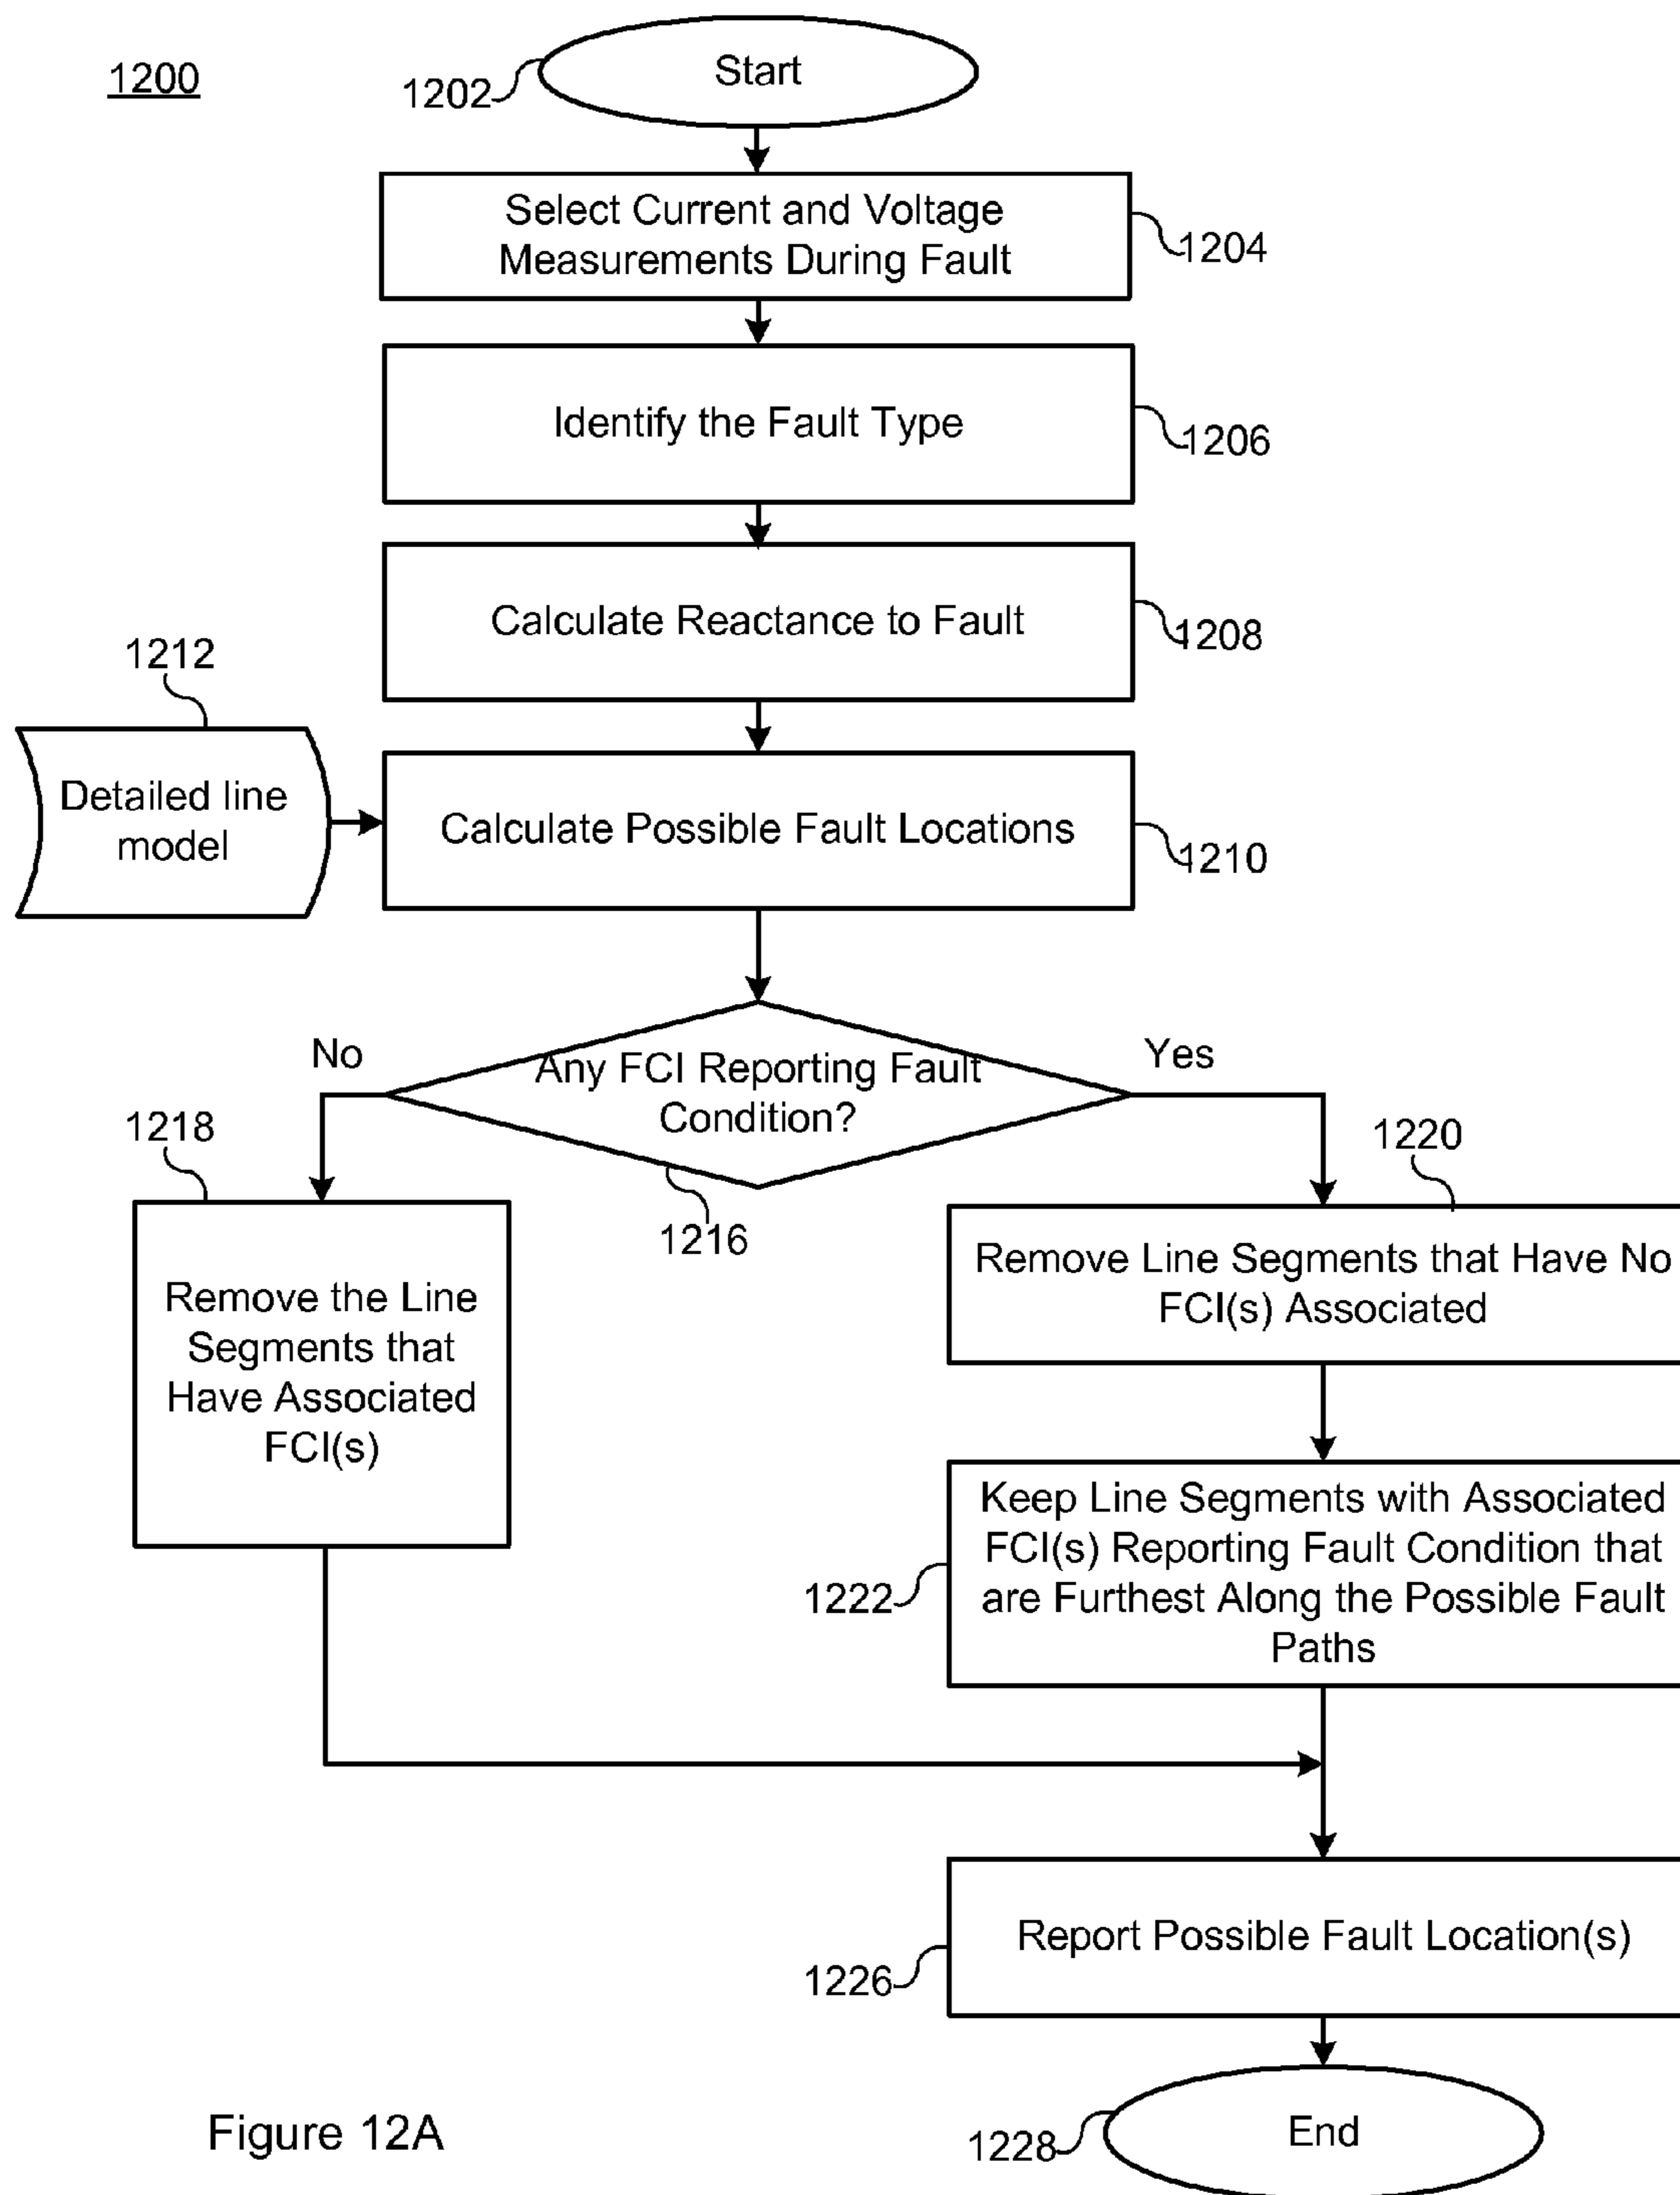 1200
1202
Start
Select Current and Voltage
Measurements During Fault
1204
Identify the Fault Type
1206
Calculate Reactance to Fault
1208
1212
Detailed line
model
Calculate Possible Fault Locations
1210
No
Any FCI Reporting Fault
Condition?
Yes
1216
1218
Remove the Line
Segments that
Have Associated
FCI(s)
1220
Remove Line Segments that Have No
FCI(s) Associated
Keep Line Segments with Associated
FCI(s) Reporting Fault Condition that
are Furthest Along the Possible Fault
Paths
1222
Report Possible Fault Location(s)
1226
End
1228
Figure 12A